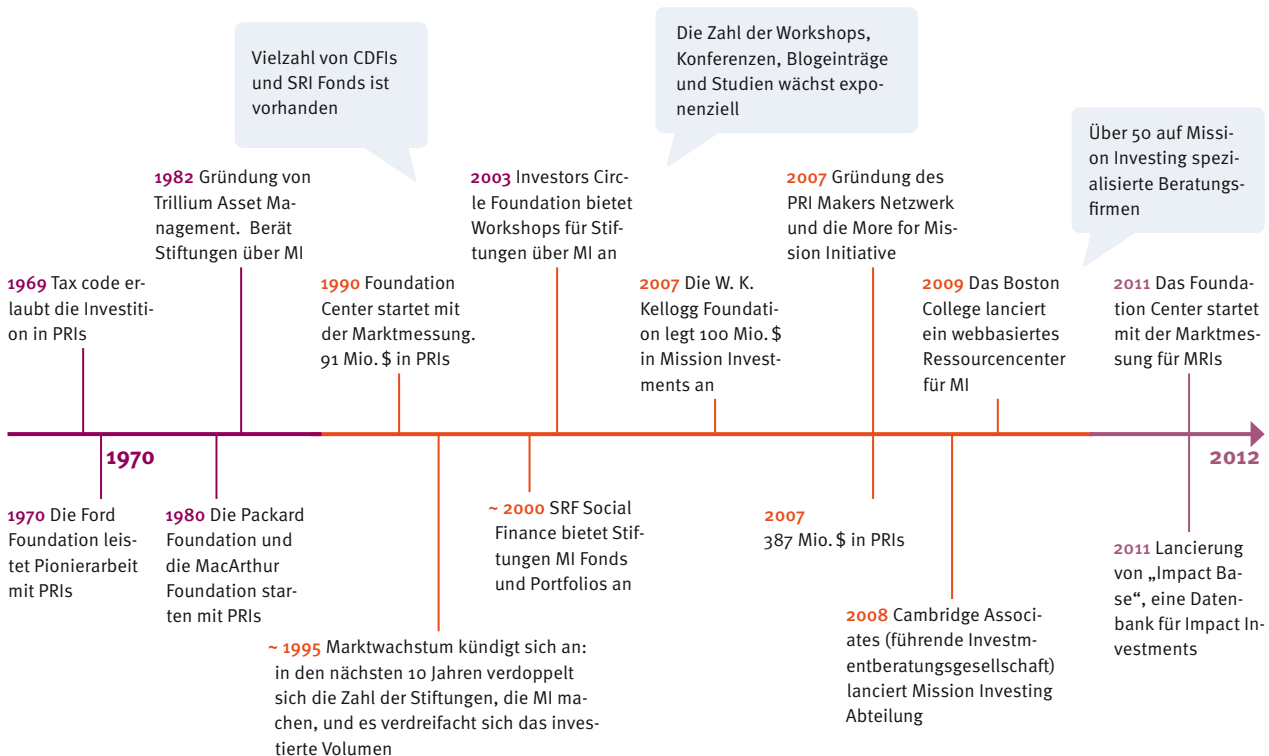 Vielzahl von CDFIs
und SRI Fonds ist
vorhanden
Die Zahl der Workshops,
Konferenzen, Blogeinträge
und Studien wächst expo-
nenziell
Über 50 auf Missi-
on Investing spezi-
alisierte Beratungs-
firmen
1982 Gründung von
Trillium Asset Ma-
nagement. Berät
Stiftungen über MI
2003 Investors Circ-
le Foundation bietet
Workshops für Stif-
tungen über MI an
2007 Gründung des
PRI Makers Netzwerk
und die More for Mis-
sion Initiative
1969 Tax code er-
laubt die Investiti-
on in PRIs
1990 Foundation
Center startet mit
der Marktmessung.
91 Mio. $ in PRIs
2007 Die W. K.
Kellogg Foundati-
on legt 100 Mio. $
in Mission Invest-
ments an
2009 Das Boston
College lanciert
ein webbasiertes
Ressourcencenter
für MI
2011 Das Founda-
tion Center startet
mit der Marktmes-
sung für MRIs
1970
2012
1970 Die Ford
Foundation leis-
tet Pionierarbeit
mit PRIs
1980 Die Packard
Foundation und
die MacArthur
Foundation star-
ten mit PRIs
~ 1995 Marktwachstum kündigt sich an:
in den nächsten 10 Jahren verdoppelt
sich die Zahl der Stiftungen, die MI ma-
chen, und es verdreifacht sich das inves-
tierte Volumen
~ 2000 SRF Social
Finance bietet Stif-
tungen MI Fonds
und Portfolios an
2007
387 Mio. $ in PRIs
2008 Cambridge Associ-
ates (führende Invest-
mentberatungsgesellschaft)
lanciert Mission Investing
Abteilung
2011 Lancierung
von „Impact Ba-
se“, eine Daten-
bank für Impact In-
vestments